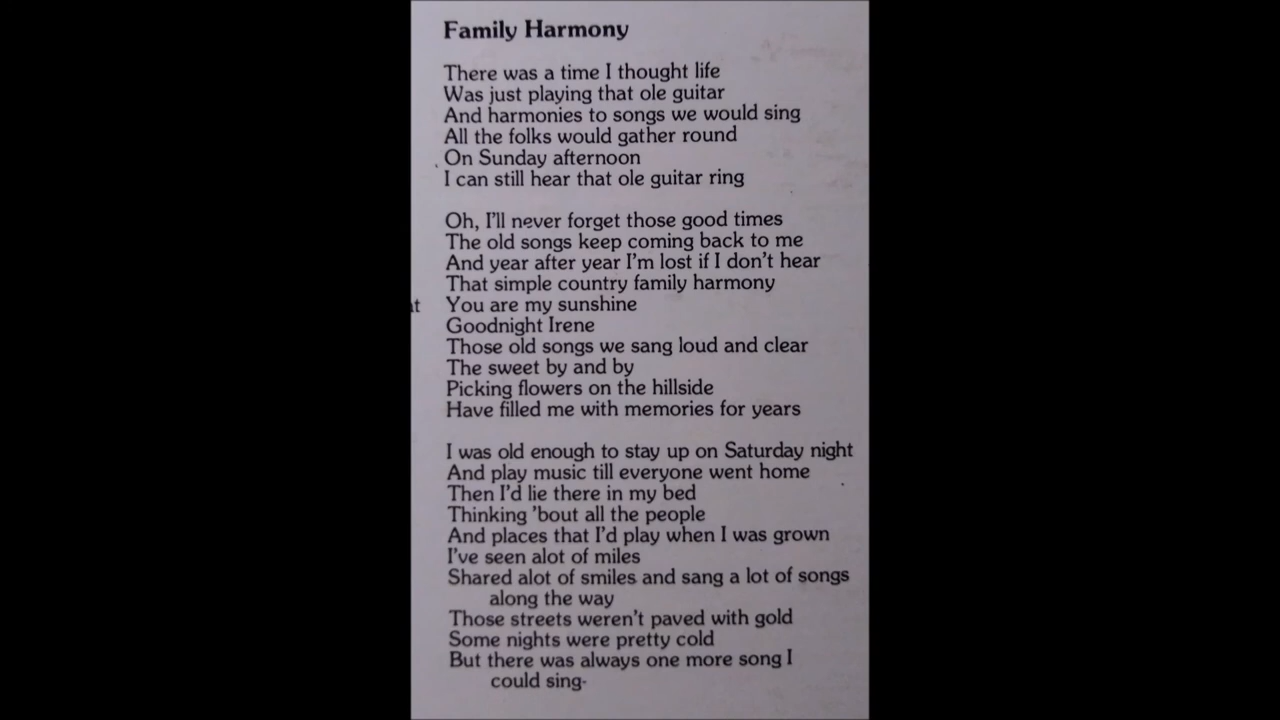 Family Harmony
There was a time I thought life
Was just playing that ole guitar
And harmonies to songs we would sing
All the folks would gather round
On Sunday afternoon
I can still hear that ole guitar ring
Oh, I'll never forget those good times
The old songs keep coming back to me
And year after year I'm lost if I don't hear
That simple country family harmony
You are my sunshine
Goodnight Irene
Those old songs we sang loud and clear
The sweet by and by
Picking flowers on the hillside
Have filled me with memories for years
I was old enough to stay up on Saturday night
And play music till everyone went home
Then I'd lie there in my bed
Thinking 'bout all the people
And places that I'd play when I was grown
I've seen alot of miles
Shared alot of smiles and sang a lot of songs
along the way
Those streets weren't paved with gold
Some nights were pretty cold
But there was always one more song I
could sing-